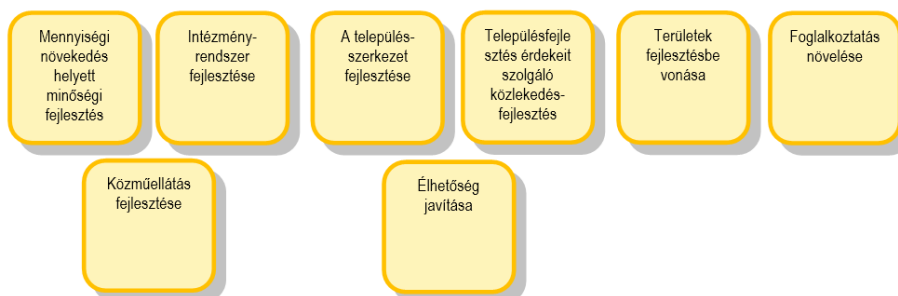 Mennyiségi
növekedés
helyett
minőségi
fejlesztés
Intézmény-
rendszer
fejlesztése
A település-
szerkezet
fejlesztése
Településfejle
sztés érdekeit
szolgáló
közlekedés-
fejlesztés
Területek
fejlesztésbe
vonása
Foglalkoztatás
növelése
Közműellátás
fejlesztése
Élhetőség
javítása